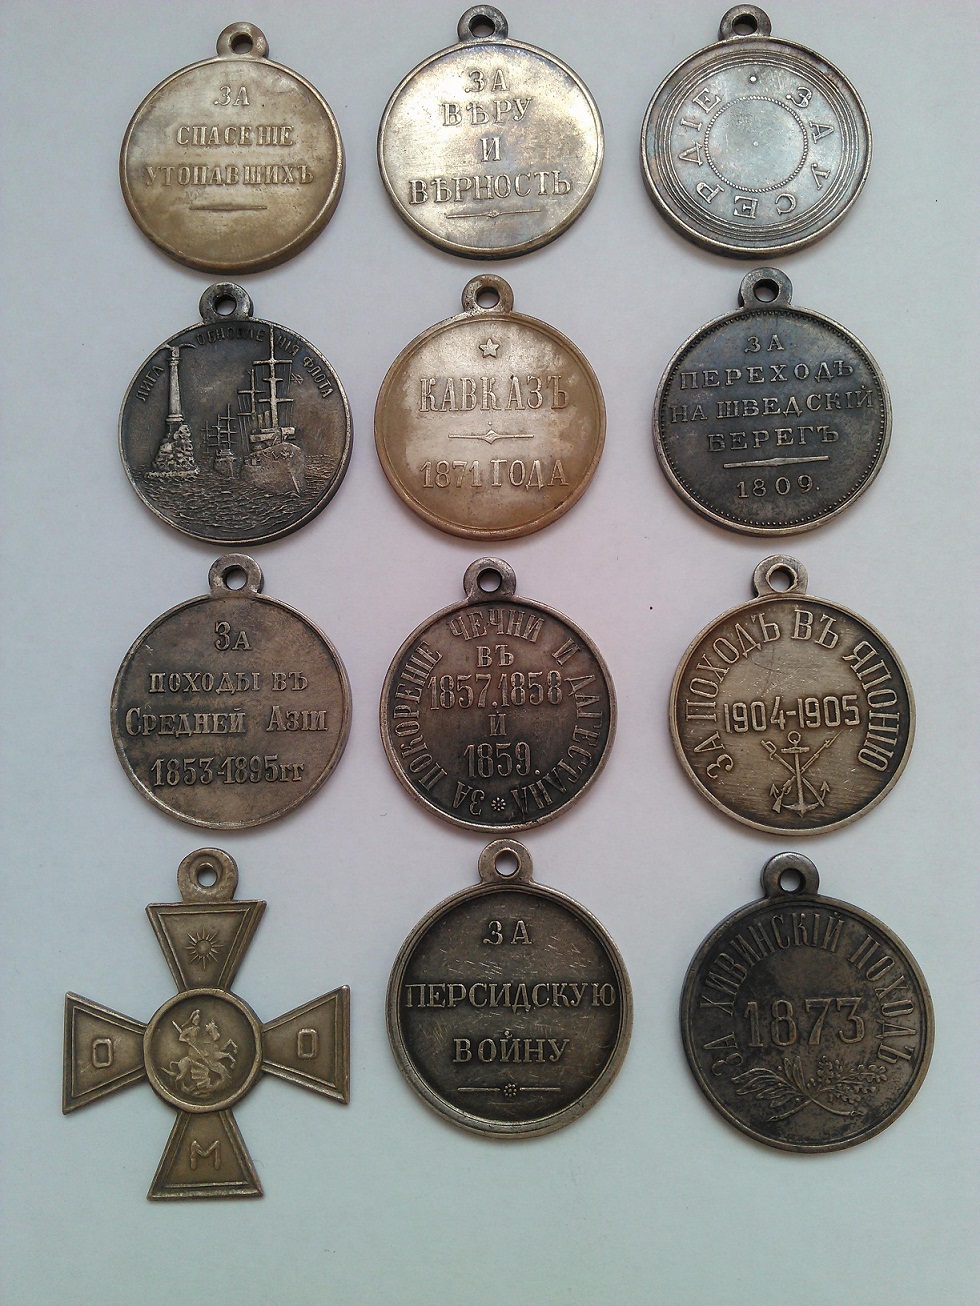 ЗА
СПАСЕНІЕ
УТОПАВШИХЪ
ЗА
ВѢРУ
И
ВѢРНОСТЬ
ЗА УСЕРДІЕ
ЛИГА ОБНОВЛЕНІЯ ФЛОТА
КАВКАЗЪ
1871 ГОДА
ЗА
ПЕРЕХОДЪ
НА ШВЕДСКІЙ
БЕРЕГЪ
1809.
ЗА
ПОХОДЫ ВЪ
СРЕДНЕЙ АЗІИ
1853-1895гг
ЗА ПОКОРЕНІЕ ЧЕЧНИ И ДАГЕСТАНА
ВЪ
1857.1858
И
1859.
ЗА ПОХОДЪ ВЪ ЯПОНІЮ
1904-1905
О О
М
ЗА
ПЕРСИДСКУЮ
ВОЙНУ
ЗА ХИВИНСКІЙ ПОХОДЪ
1873